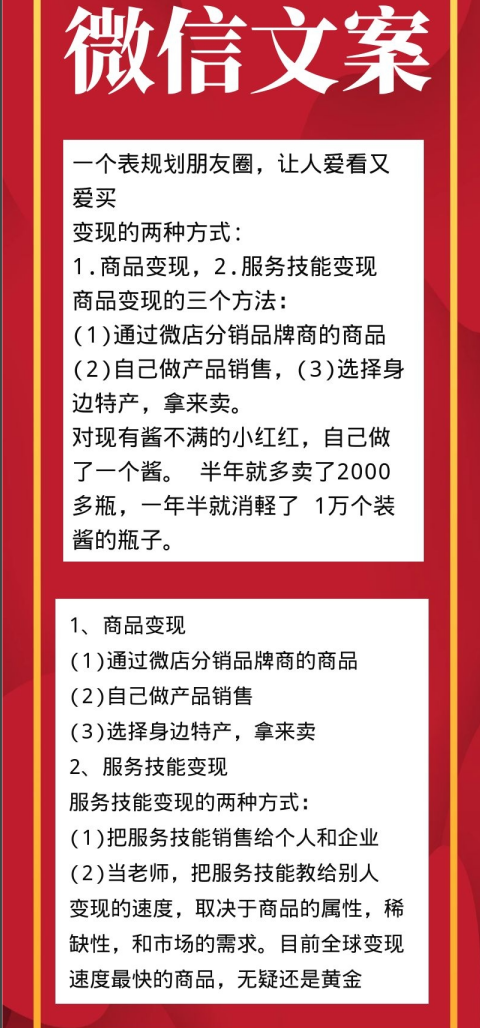 微信文案
一个表规划朋友圈，让人爱看又
爱买
变现的两种方式：
1.商品变现，2.服务技能变现
商品变现的三个方法：
(1)通过微店分销品牌商的商品
(2)自己做产品销售，(3)选择身
边特产，拿来卖。
对现有酱不满的小红红，自己做
了一个酱。 半年就多卖了2000
多瓶，一年半就消軽了 1万个装
酱的瓶子。
1、商品变现
(1)通过微店分销品牌商的商品
(2)自己做产品销售
(3)选择身边特产，拿来卖
2、服务技能变现
服务技能变现的两种方式：
(1)把服务技能销售给个人和企业
(2)当老师，把服务技能教给别人
变现的速度，取决于商品的属性，稀
缺性，和市场的需求。目前全球变现
速度最快的商品，无疑还是黄金